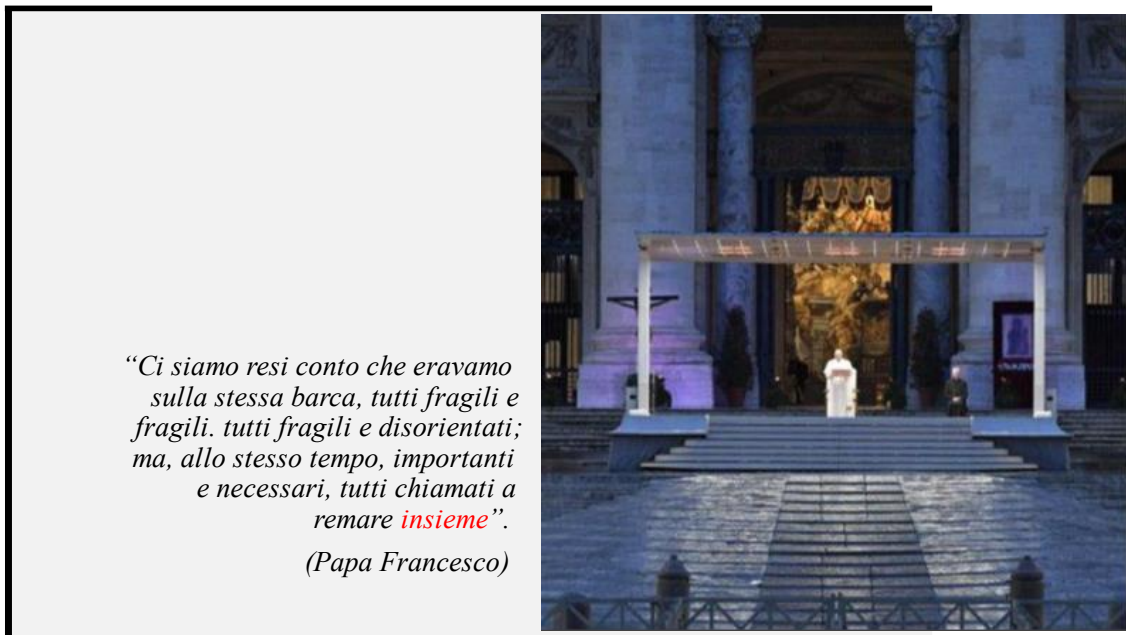 “Ci siamo resi conto che eravamo
sulla stessa barca, tutti fragili e
fragili. tutti fragili e disorientati;
ma, allo stesso tempo, importanti
e necessari, tutti chiamati a
remare insieme”.
(Papa Francesco)